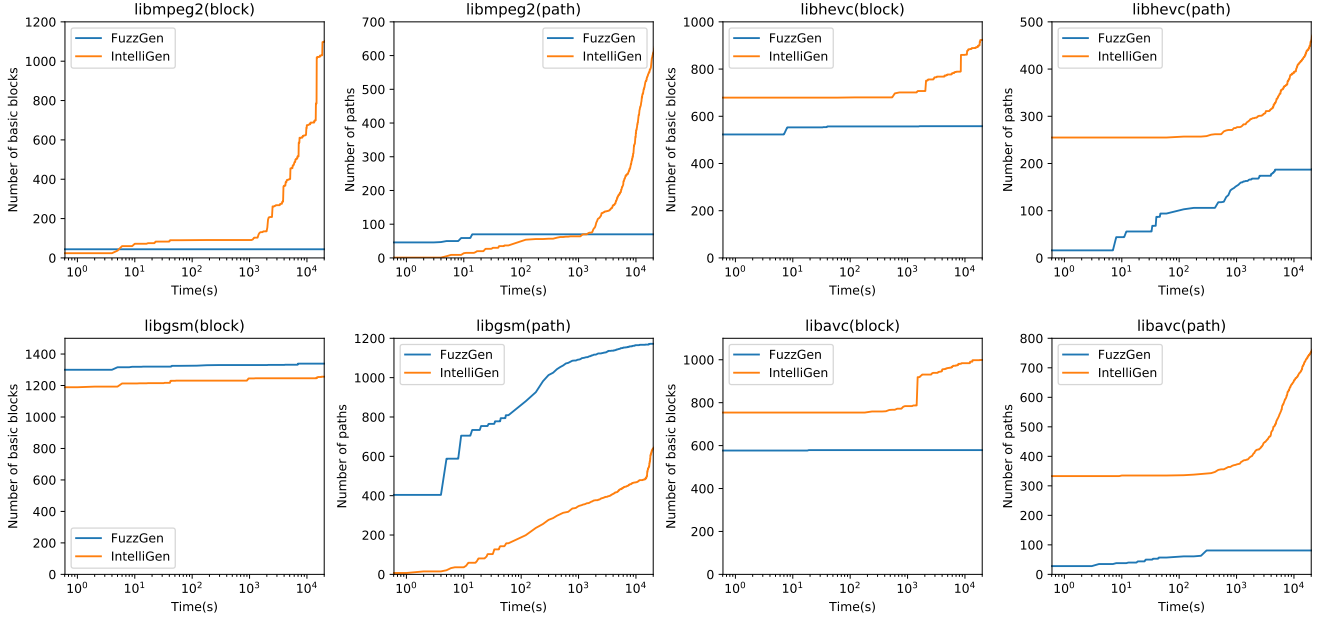 libmpeg2(block)
1200
1000
800
600
400
200
0
Number of basic blocks
FuzzGen
IntelliGen
10^0 10^1 10^2 10^3 10^4
Time(s)
libmpeg2(path)
700
600
500
400
300
200
100
0
Number of paths
FuzzGen
IntelliGen
10^0 10^1 10^2 10^3 10^4
Time(s)
libhevc(block)
1000
800
600
400
200
0
Number of basic blocks
FuzzGen
IntelliGen
10^0 10^1 10^2 10^3 10^4
Time(s)
libhevc(path)
500
400
300
200
100
0
Number of paths
FuzzGen
IntelliGen
10^0 10^1 10^2 10^3 10^4
Time(s)
libgsm(block)
1400
1200
1000
800
600
400
200
0
Number of basic blocks
FuzzGen
IntelliGen
10^0 10^1 10^2 10^3 10^4
Time(s)
libgsm(path)
1200
1000
800
600
400
200
0
Number of paths
FuzzGen
IntelliGen
10^0 10^1 10^2 10^3 10^4
Time(s)
libavc(block)
1000
800
600
400
200
0
Number of basic blocks
FuzzGen
IntelliGen
10^0 10^1 10^2 10^3 10^4
Time(s)
libavc(path)
800
700
600
500
400
300
200
100
0
Number of paths
FuzzGen
IntelliGen
10^0 10^1 10^2 10^3 10^4
Time(s)